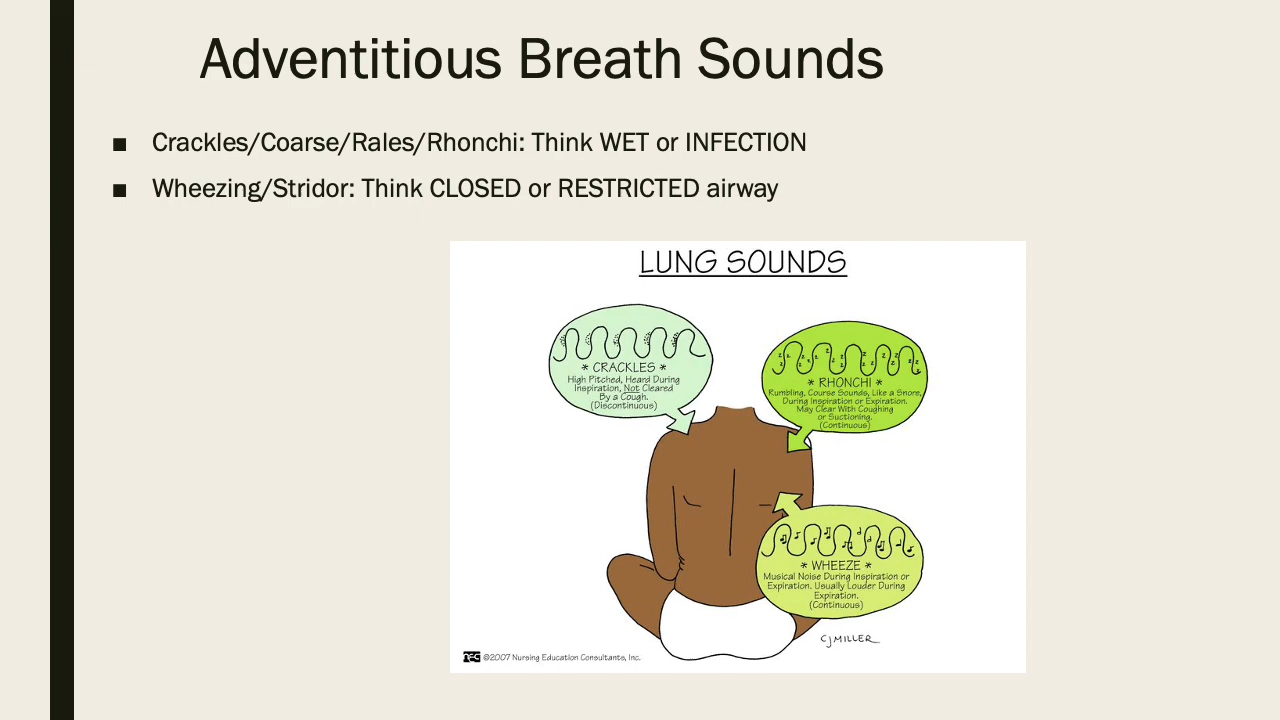 Adventitious Breath Sounds
■ Crackles/Coarse/Rales/Rhonchi: Think WET or INFECTION
■ Wheezing/Stridor: Think CLOSED or RESTRICTED airway
LUNG SOUNDS
* CRACKLES *
High Pitched, Heard During
Inspiration, Not Cleared
By a Cough.
(Discontinuous)
* RHONCHI *
Rumbling, Course Sounds, Like a Snore,
During Inspiration or Expiration.
May Clear With Coughing
or Suctioning.
(Continuous)
* WHEEZE *
Musical Noise During Inspiration or
Expiration. Usually Louder During
Expiration.
(Continuous)
CJ MILLER
nec ©2007 Nursing Education Consultants, Inc.